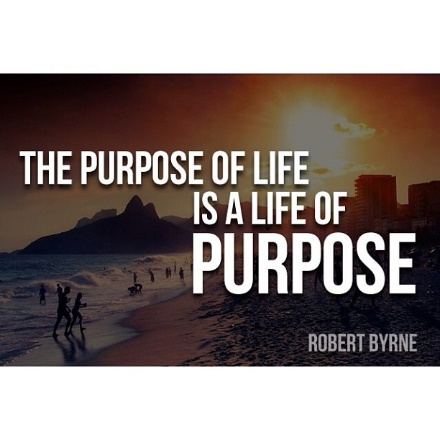 THE PURPOSE OF LIFE
IS A LIFE OF
PURPOSE
ROBERT BYRNE